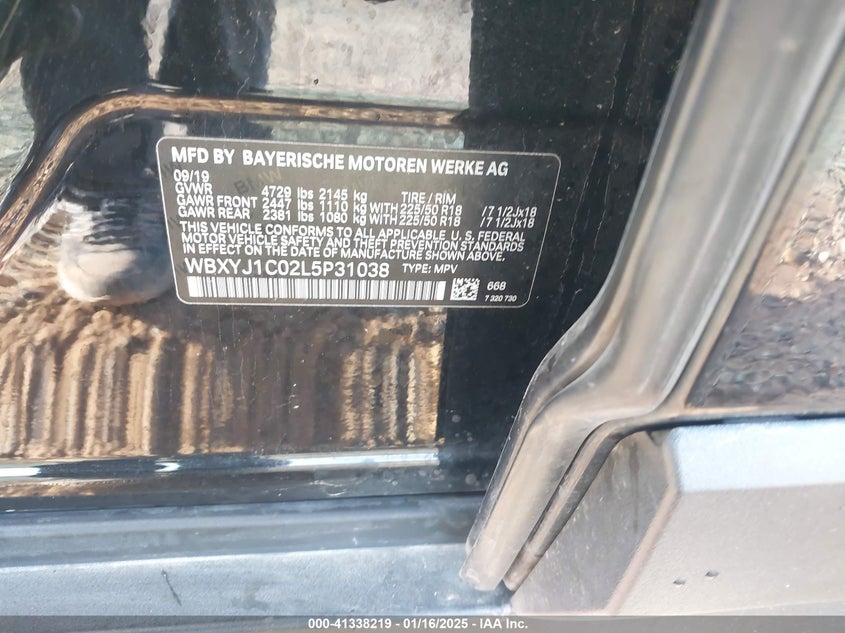 MFD BY BAYERISCHE MOTOREN WERKE AG
09/19
GVWR 4729 lbs 2145 kg TIRE / RIM
GAWR FRONT 2447 lbs 1110 kg WITH 225/50 R18 /7 1/2Jx18
GAWR REAR 2381 lbs 1080 kg WITH 225/50 R18 /7 1/2Jx18
THIS VEHICLE CONFORMS TO ALL APPLICABLE U.S. FEDERAL
MOTOR VEHICLE SAFETY AND THEFT PREVENTION STANDARDS
IN EFFECT ON THE DATE OF MANUFACTURE SHOWN ABOVE.
WBXYJ1C02L5P31038 TYPE: MPV
668
7 320 730
000-41338219 - 01/16/2025 - IAA Inc.